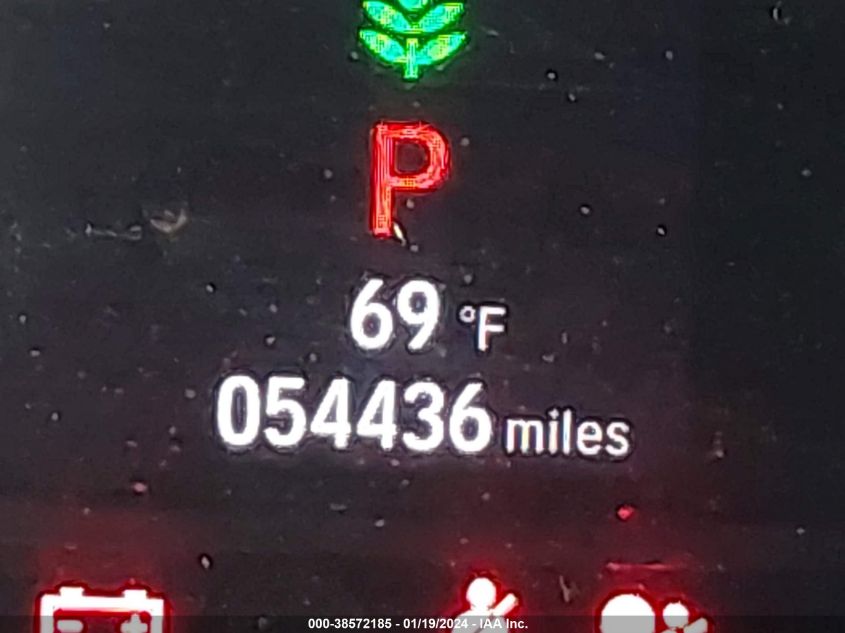 P
69 °F
054436 miles
000-38572185 - 01/19/2024 - IAA Inc.